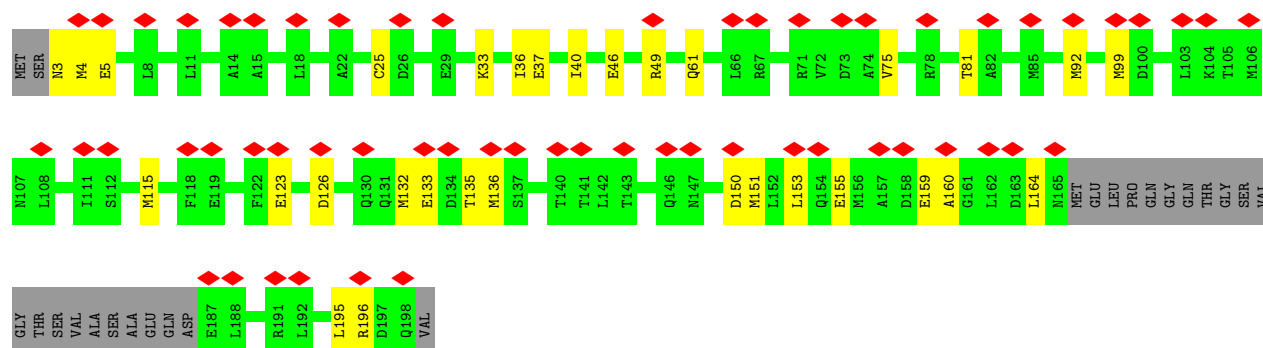 MET SER N3 M4 E5 L8 L11 A14 A15 L18 A22 C25 D26 E29 K33 I36 E37 I40 E46 R49 Q61 L66 R67 R71 V72 D73 A74 V75 R78 T81 A82 M85 M92 M99 D100 L103 K104 T105 M106
N107 L108 I111 S112 M115 F118 E119 F122 E123 D126 Q130 Q131 M132 E133 D134 T135 M136 S137 T140 T141 L142 T143 Q146 N147 D150 M151 L152 L153 Q154 E155 M156 A157 D158 E159 A160 G161 L162 D163 L164 N165 MET GLU LEU PRO GLN GLY GLN THR GLY SER VAL
GLY THR SER VAL ALA SER ALA GLU GLN ASP E187 L188 R191 L192 L195 R196 D197 Q198 VAL